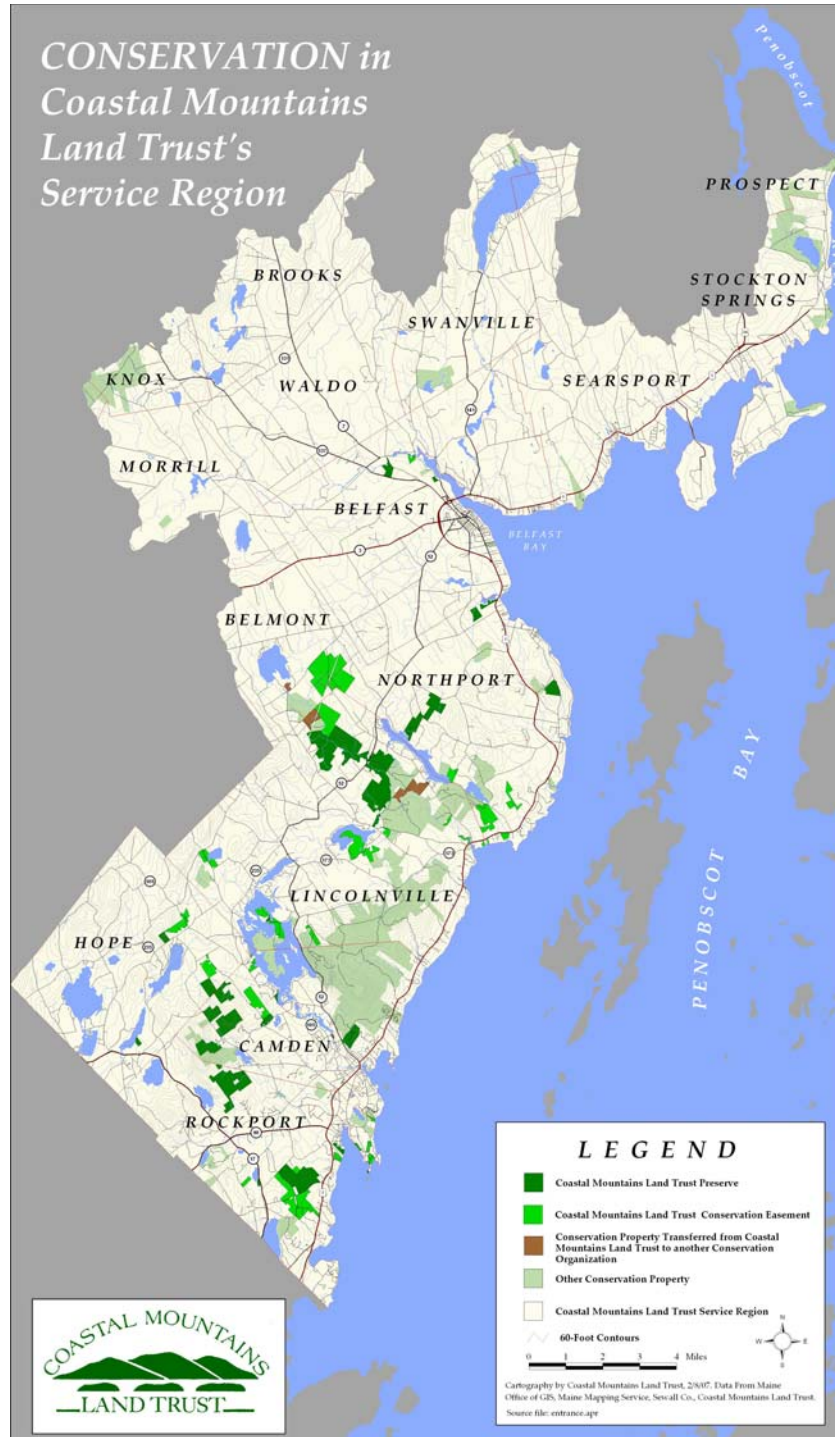 CONSERVATION in
Coastal Mountains
Land Trust's
Service Region
Penobscot
PROSPECT
STOCKTON
SPRINGS
BROOKS
SWANVILLE
SEARSPORT
KNOX
WALDO
MORRILL
BELFAST
BELFAST
BAY
BELMONT
NORTHPORT
PENOBSCOT BAY
LINCOLNVILLE
HOPE
CAMDEN
ROCKPORT
LEGEND
Coastal Mountains Land Trust Preserve
Coastal Mountains Land Trust Conservation Easement
Conservation Property Transferred from Coastal
Mountains Land Trust to another Conservation
Organization
Other Conservation Property
Coastal Mountains Land Trust Service Region
60-Foot Contours
0 1 2 3 4 Miles
N
W E
S
Cartography by Coastal Mountains Land Trust, 2/8/07. Data From Maine
Office of GIS, Maine Mapping Service, Sewall Co., Coastal Mountains Land Trust.
Source file: entrance.apr
COASTAL MOUNTAINS
LAND TRUST